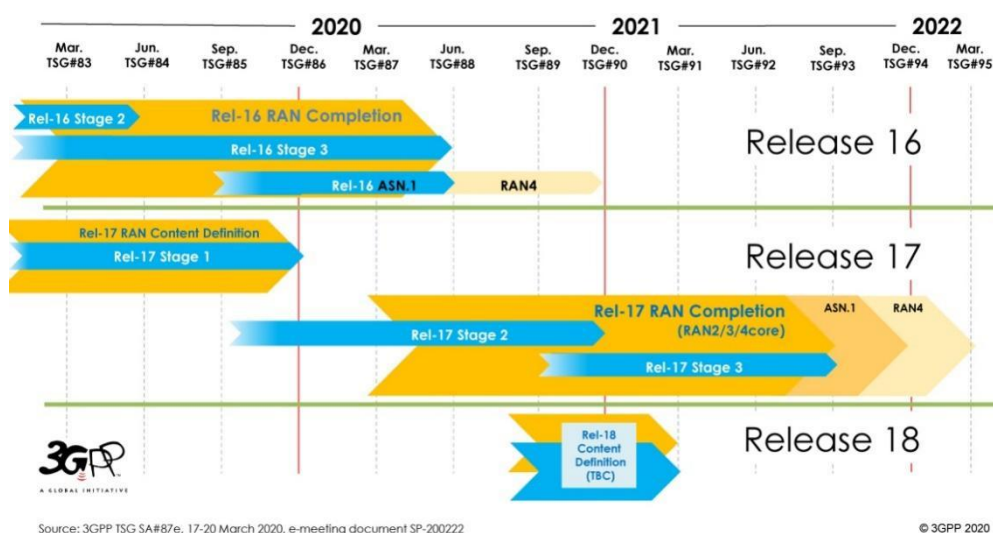 2020
2021
2022
Mar.
TSG#83
Jun.
TSG#84
Sep.
TSG#85
Dec.
TSG#86
Mar.
TSG#87
Jun.
TSG#88
Sep.
TSG#89
Dec.
TSG#90
Mar.
TSG#91
Jun.
TSG#92
Sep.
TSG#93
Dec.
TSG#94
Mar.
TSG#95
Rel-16 RAN Completion
Rel-16 Stage 2
Rel-16 Stage 3
Rel-16 ASN.1
RAN4
Release 16
Rel-17 RAN Content Definition
Rel-17 Stage 1
Release 17
Rel-17 RAN Completion
(RAN2/3/4core)
ASN.1
RAN4
Rel-17 Stage 2
Rel-17 Stage 3
Rel-18
Content
Definition
(TBC)
Release 18
3GPP
A GLOBAL INITIATIVE
Source: 3GPP TSG SA#87e, 17-20 March 2020, e-meeting document SP-200222
© 3GPP 2020